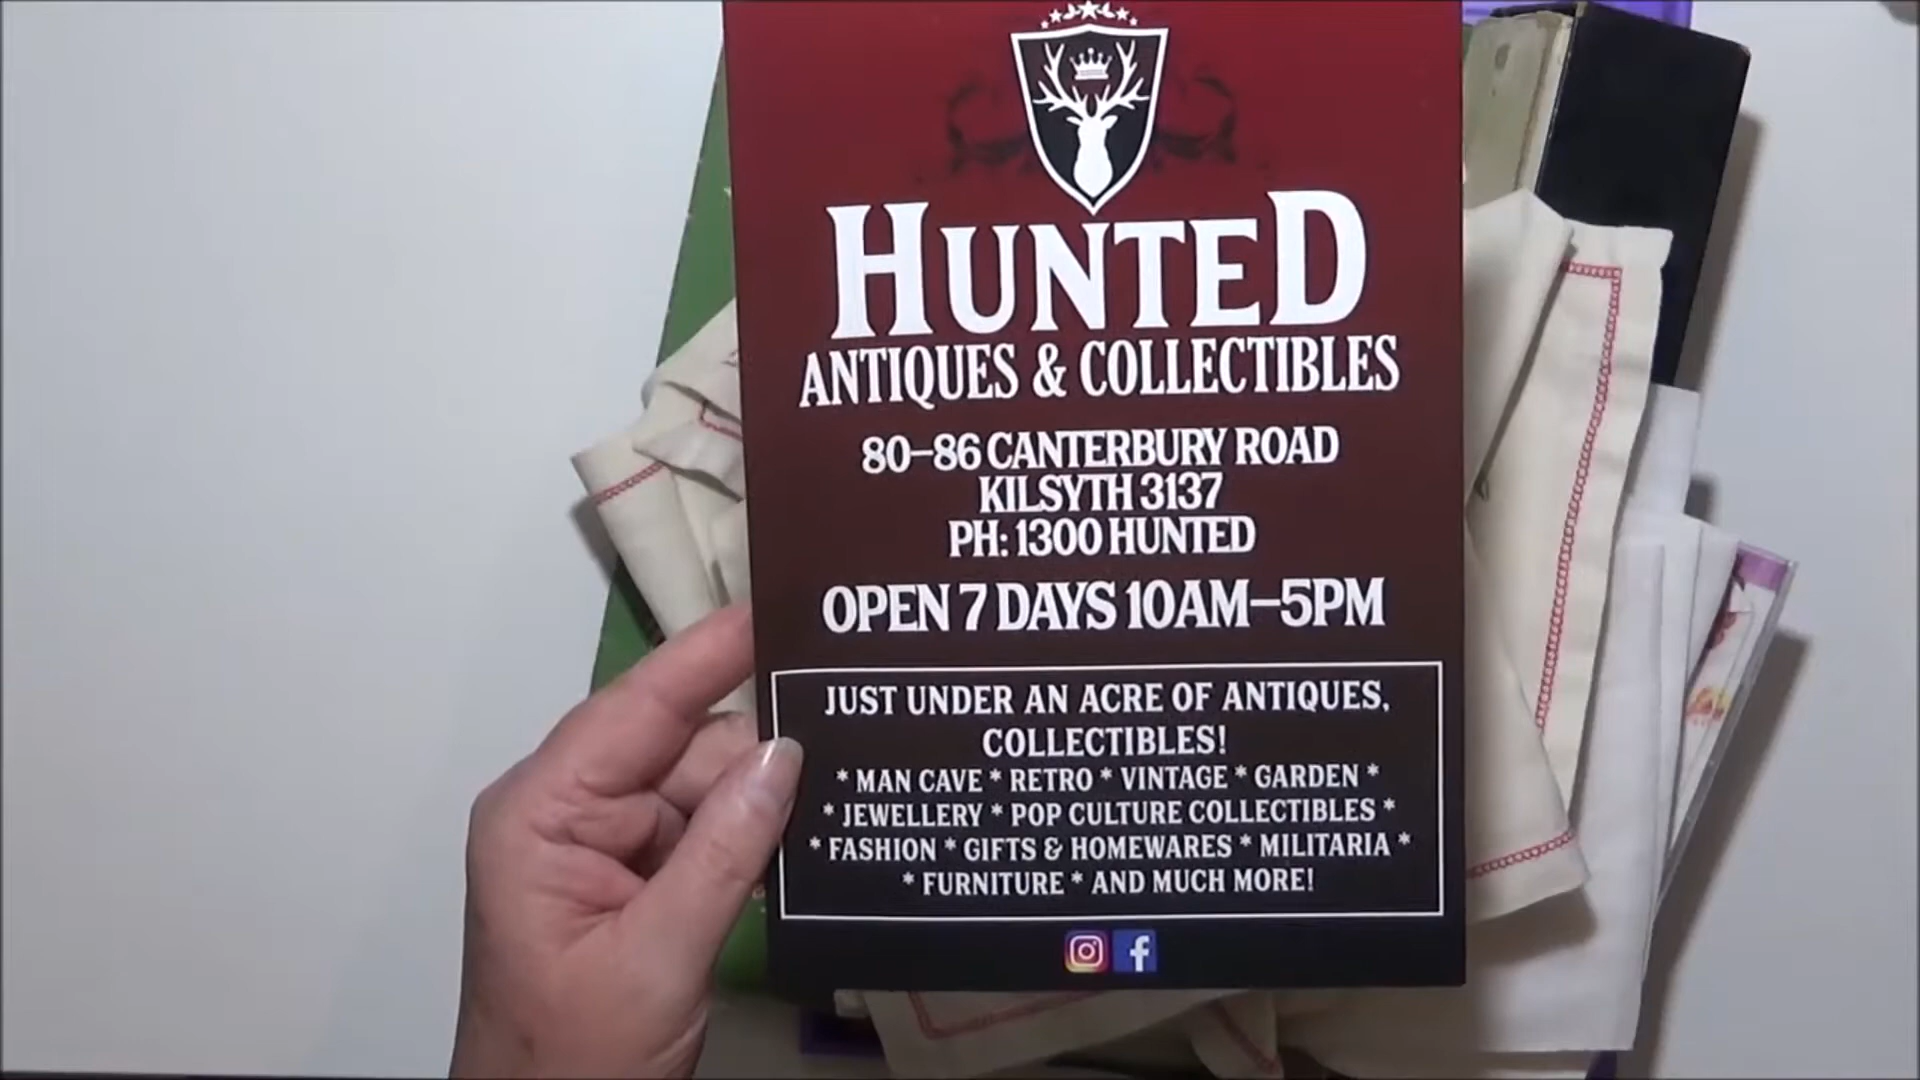 HUNTED
ANTIQUES & COLLECTIBLES
80–86 CANTERBURY ROAD
KILSYTH 3137
PH: 1300 HUNTED
OPEN 7 DAYS 10AM–5PM
JUST UNDER AN ACRE OF ANTIQUES,
COLLECTIBLES!
* MAN CAVE * RETRO * VINTAGE * GARDEN *
* JEWELLERY * POP CULTURE COLLECTIBLES *
* FASHION * GIFTS & HOMEWARES * MILITARIA *
* FURNITURE * AND MUCH MORE!